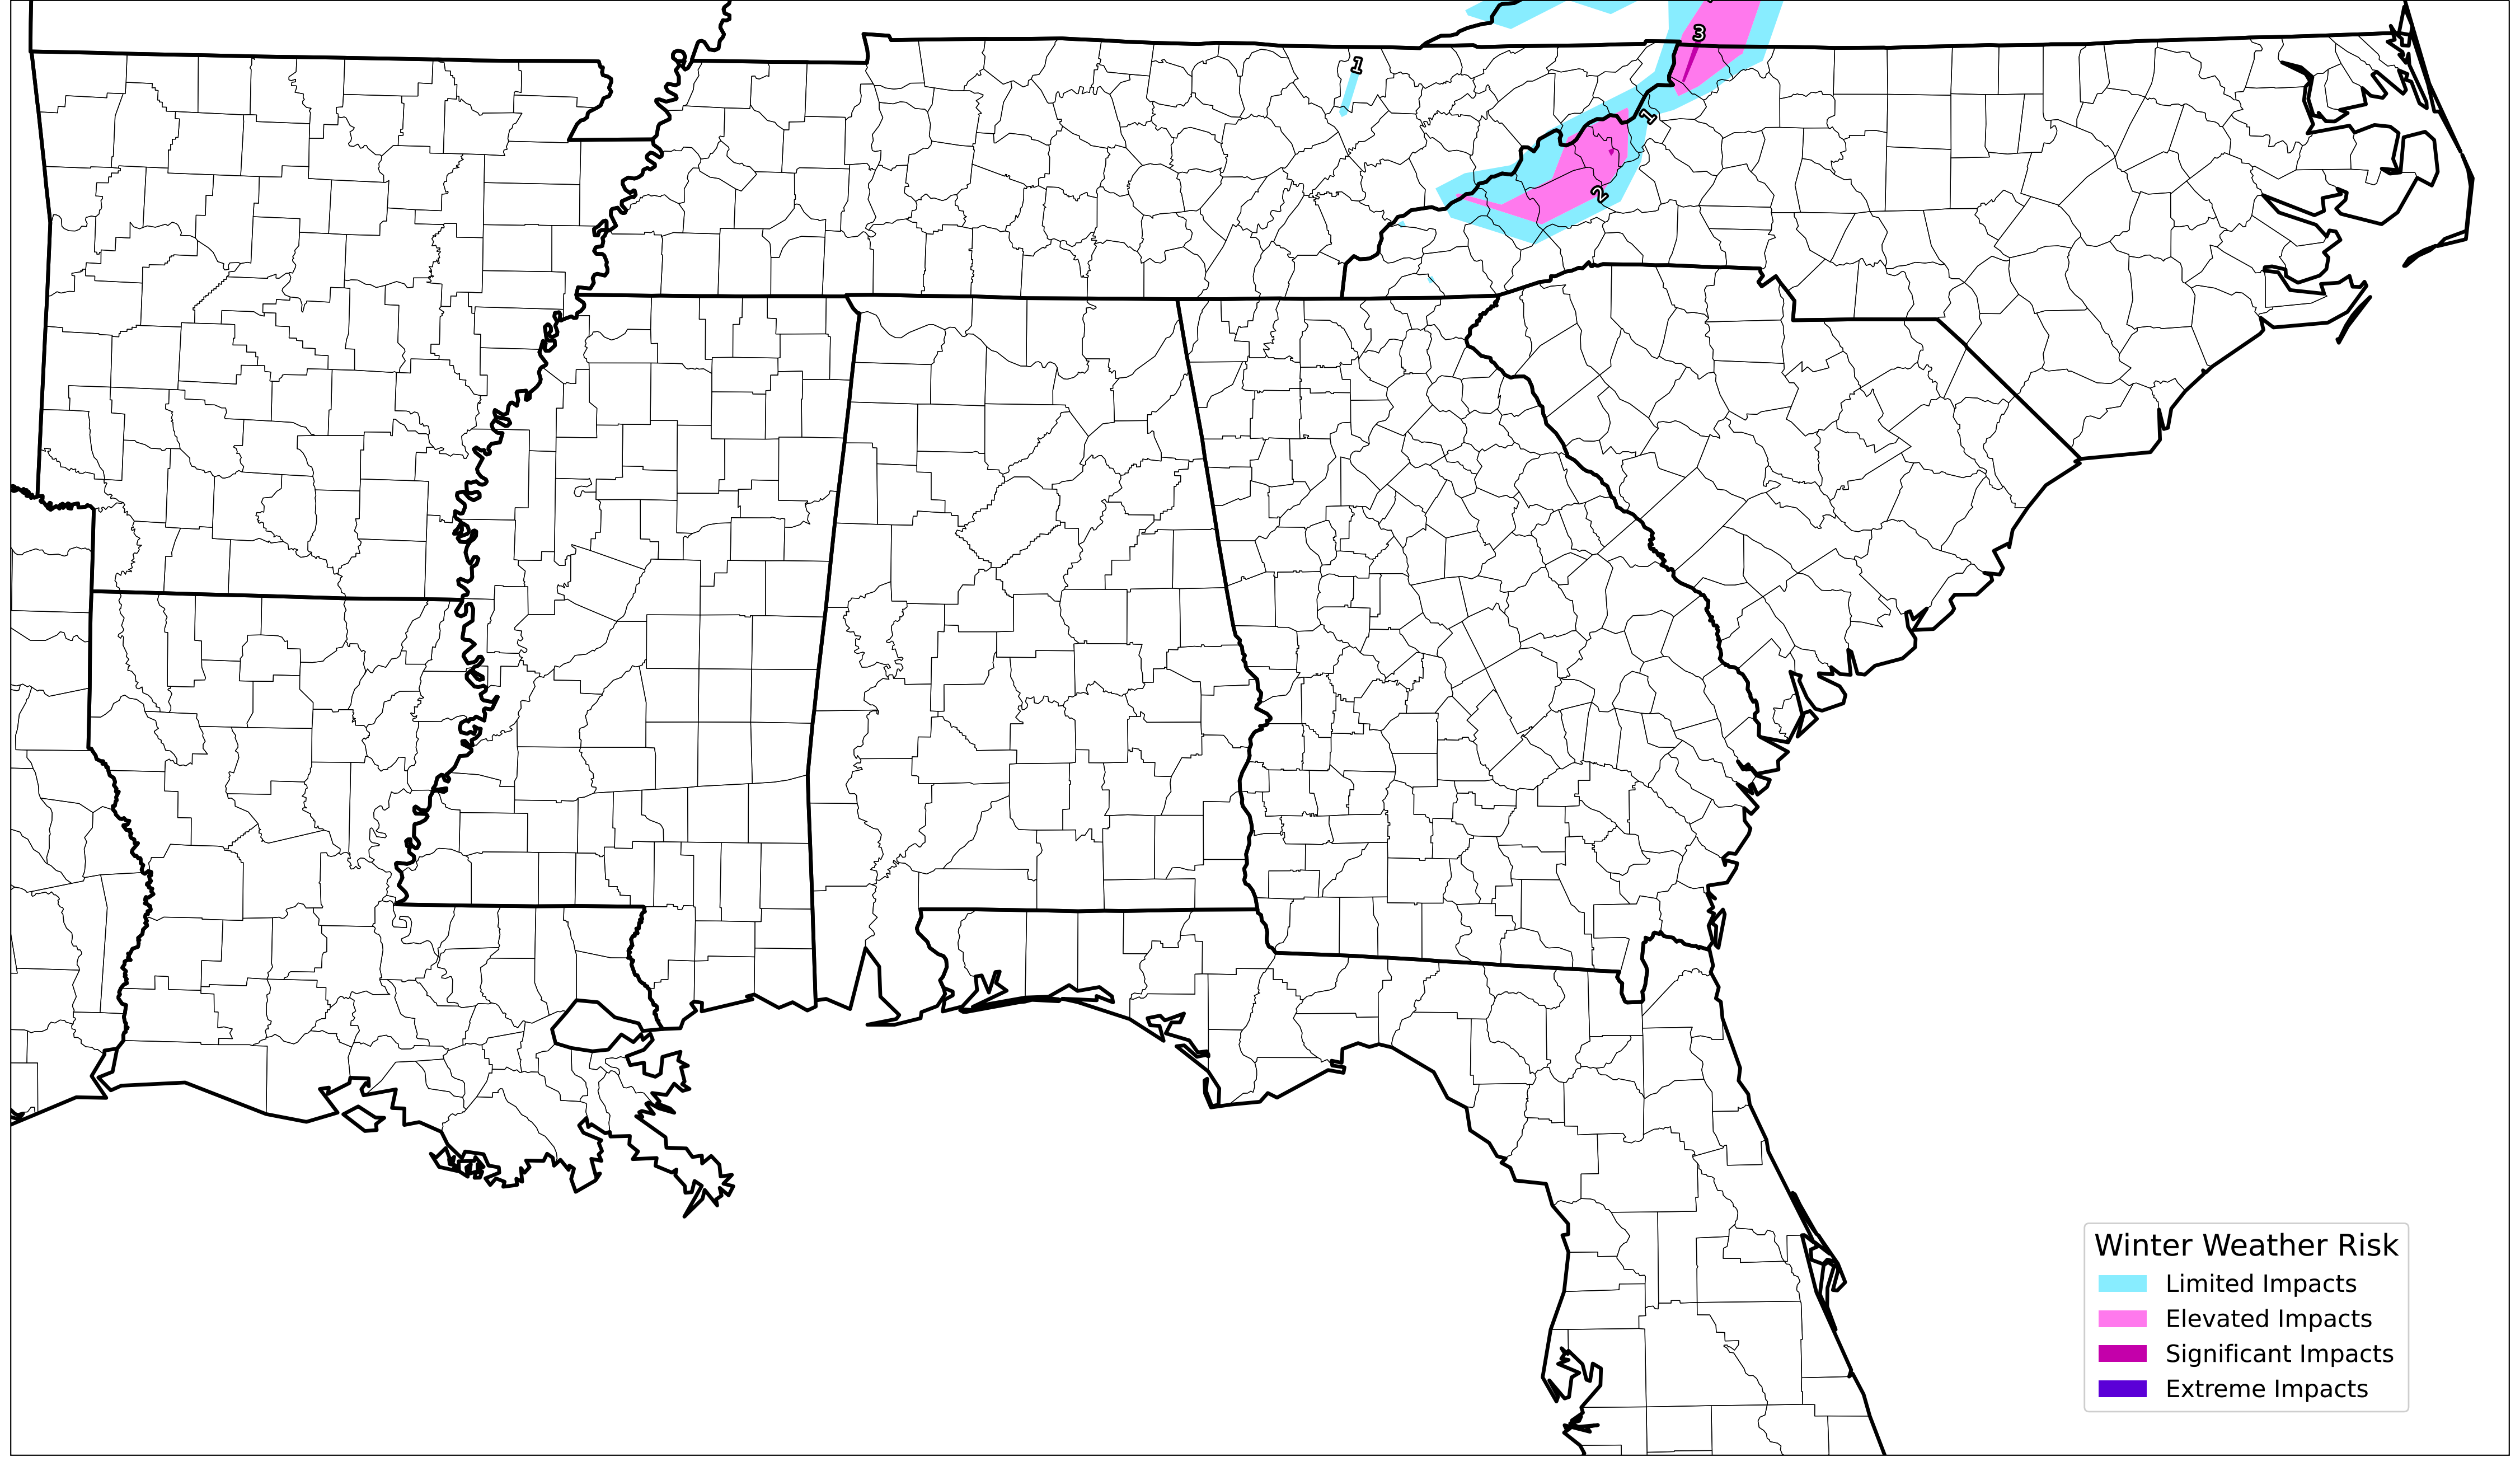 3
1
1
2
Winter Weather Risk
Limited Impacts
Elevated Impacts
Significant Impacts
Extreme Impacts